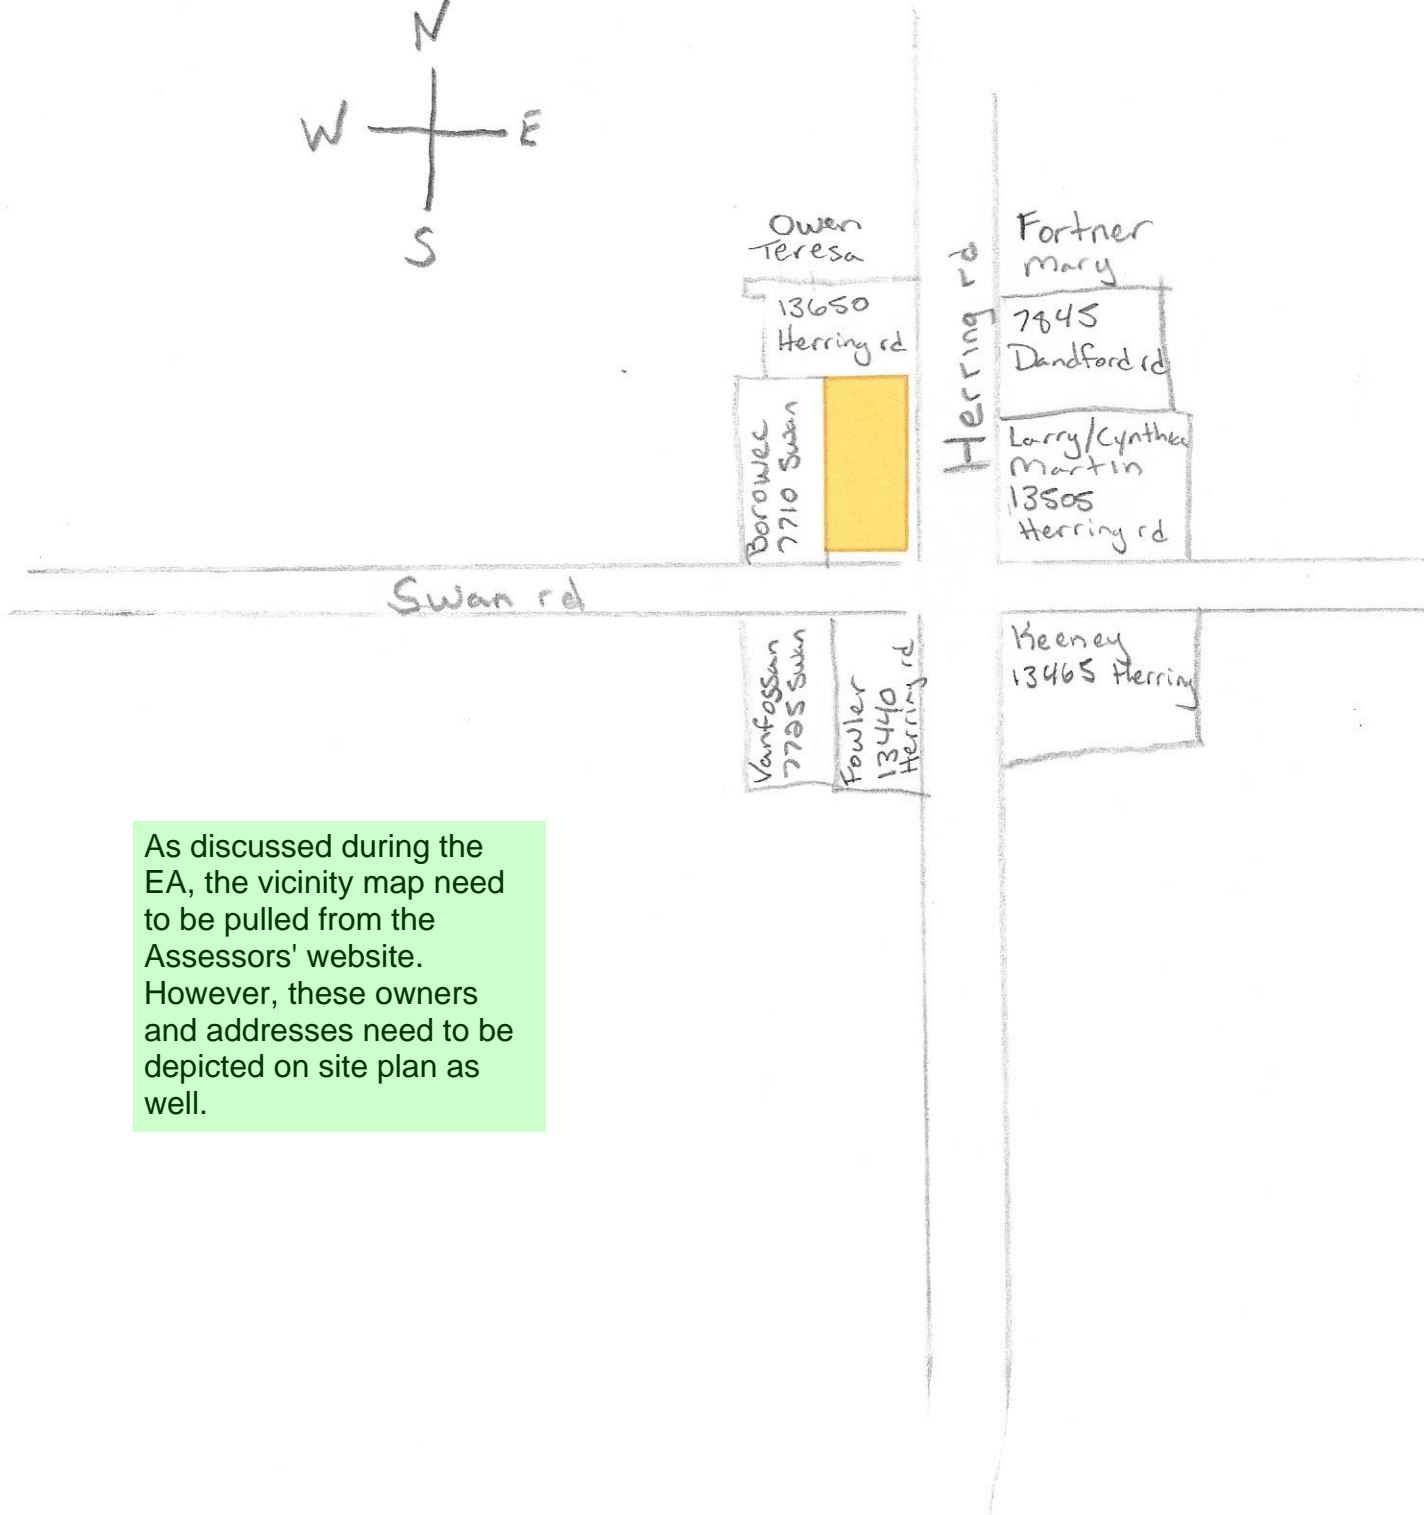 N
W
E
S
Owen
Teresa
13650
Herring rd
Borowec
7710 Swan
Herring rd
Fortner
Mary
7845
Dandford rd
Larry/Cynthea
Martin
13505
Herring rd
Swan rd
Vanfossan
7725 Swan
Fowler
13440
Herring rd
Keeney
13465 Herring
As discussed during the
EA, the vicinity map need
to be pulled from the
Assessors' website.
However, these owners
and addresses need to be
depicted on site plan as
well.